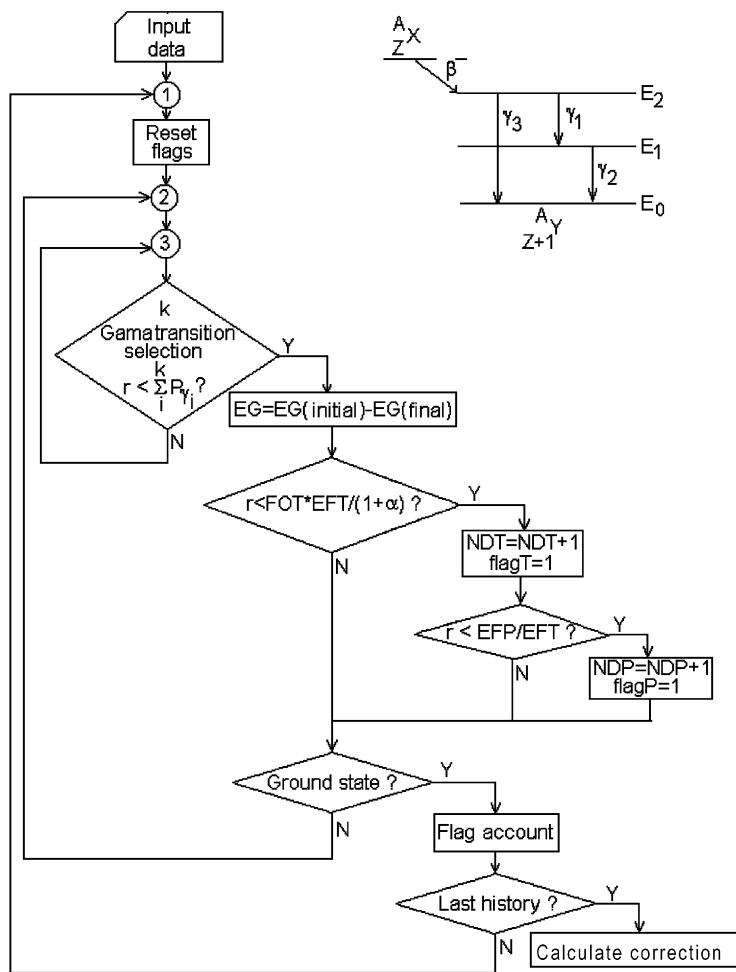 Input
data
1
Reset
flags
2
3
k
Gamatransition
selection
r < Σ_i^k P_γi ?
Y
N
EG=EG(initial)-EG(final)
r<FOT*EFT/(1+α) ?
Y
N
NDT=NDT+1
flagT=1
r < EFP/EFT ?
Y
N
NDP=NDP+1
flagP=1
Ground state ?
Y
N
Flag account
Last history ?
Y
N
Calculate correction
A
Z X
β−
E2
γ3
γ1
E1
γ2
E0
A
Z+1 Y